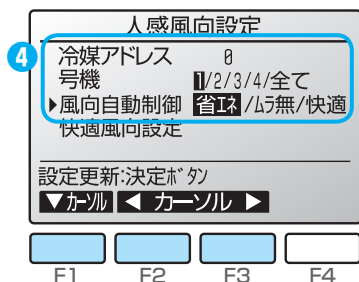 人感風向設定
4
冷媒アドレス 0
号機 1/2/3/4/全て
▶風向自動制御 省エネ/ムラ無/快適
快適風向設定
設定更新:決定ボタン
▼カーソル ◀ カーソル ▶
F1 F2 F3 F4